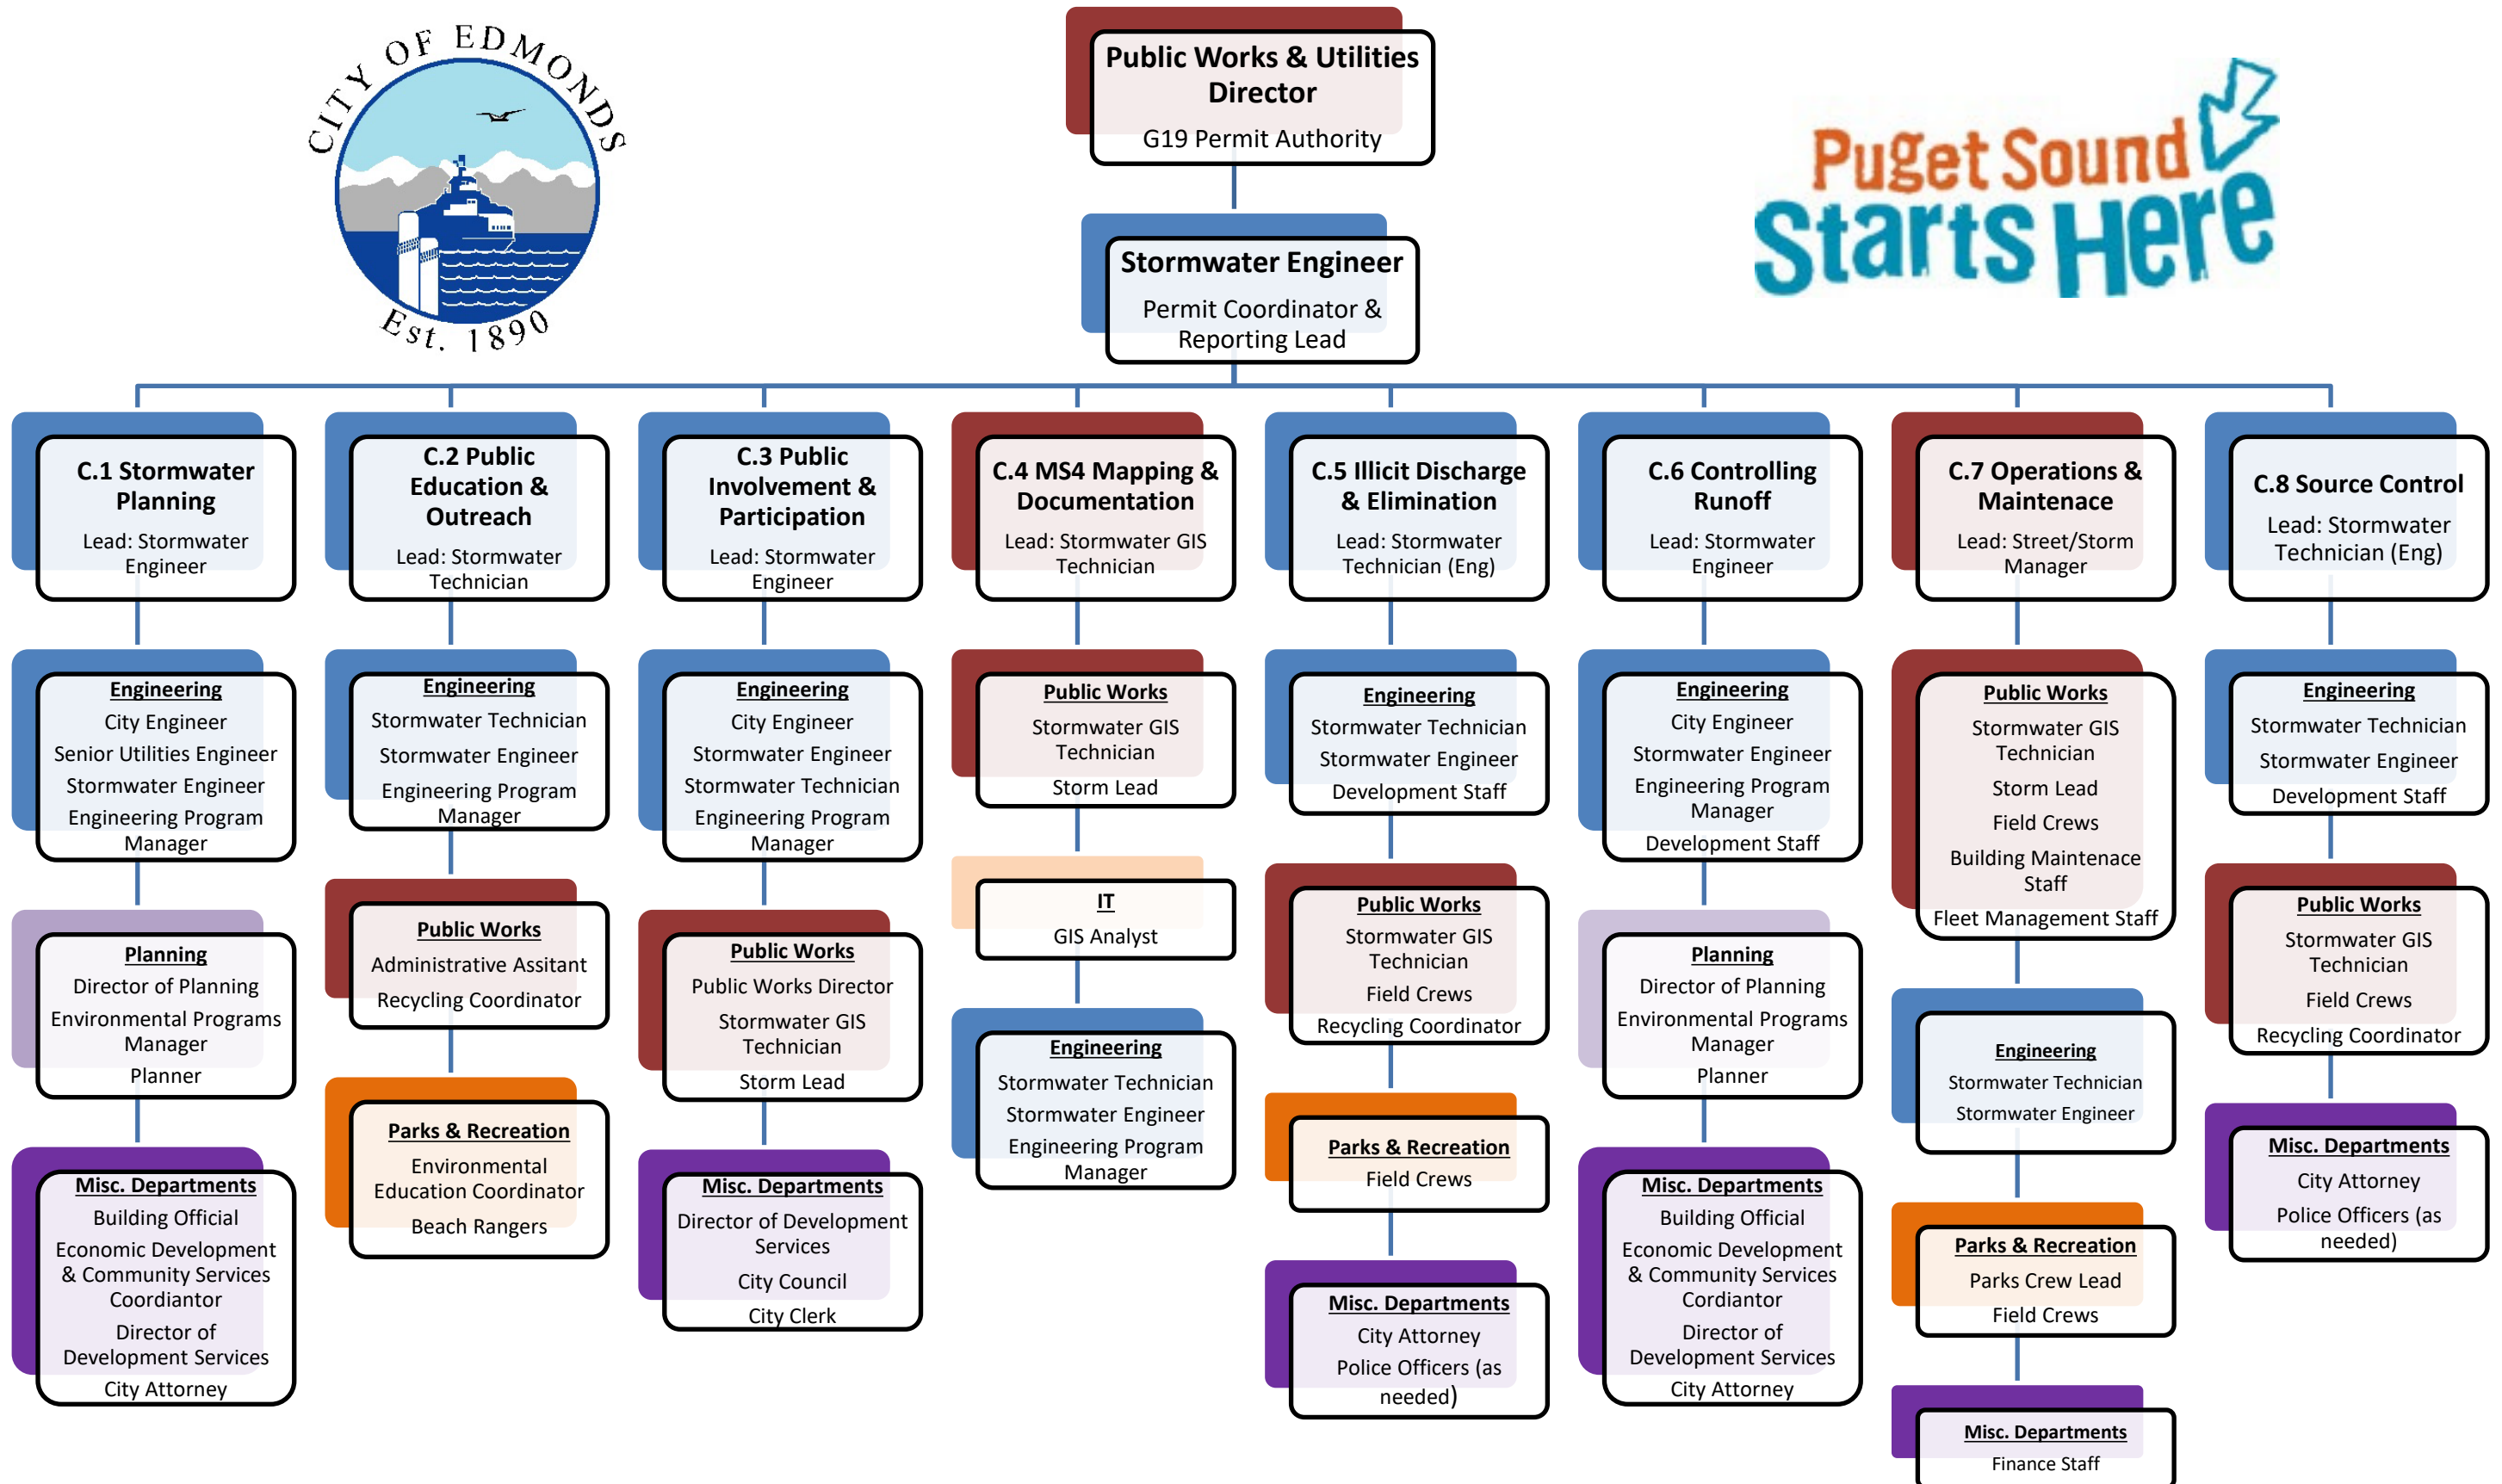 CITY OF EDMONDS
Est. 1890
Public Works & Utilities
Director
G19 Permit Authority
Puget Sound
Starts Here
Stormwater Engineer
Permit Coordinator &
Reporting Lead
C.1 Stormwater
Planning
Lead: Stormwater
Engineer
Engineering
City Engineer
Senior Utilities Engineer
Stormwater Engineer
Engineering Program
Manager
Planning
Director of Planning
Environmental Programs
Manager
Planner
Misc. Departments
Building Official
Economic Development
& Community Services
Coordiantor
Director of
Development Services
City Attorney
C.2 Public
Education &
Outreach
Lead: Stormwater
Technician
Engineering
Stormwater Technician
Stormwater Engineer
Engineering Program
Manager
Public Works
Administrative Assitant
Recycling Coordinator
Parks & Recreation
Environmental
Education Coordinator
Beach Rangers
C.3 Public
Involvement &
Participation
Lead: Stormwater
Engineer
Engineering
City Engineer
Stormwater Engineer
Stormwater Technician
Engineering Program
Manager
Public Works
Public Works Director
Stormwater GIS
Technician
Storm Lead
Misc. Departments
Director of Development
Services
City Council
City Clerk
C.4 MS4 Mapping &
Documentation
Lead: Stormwater GIS
Technician
Public Works
Stormwater GIS
Technician
Storm Lead
IT
GIS Analyst
Engineering
Stormwater Technician
Stormwater Engineer
Engineering Program
Manager
C.5 Illicit Discharge
& Elimination
Lead: Stormwater
Technician (Eng)
Engineering
Stormwater Technician
Stormwater Engineer
Development Staff
Public Works
Stormwater GIS
Technician
Field Crews
Recycling Coordinator
Parks & Recreation
Field Crews
Misc. Departments
City Attorney
Police Officers (as
needed)
C.6 Controlling
Runoff
Lead: Stormwater
Engineer
Engineering
City Engineer
Stormwater Engineer
Engineering Program
Manager
Development Staff
Planning
Director of Planning
Environmental Programs
Manager
Planner
Misc. Departments
Building Official
Economic Development
& Community Services
Cordiantor
Director of
Development Services
City Attorney
C.7 Operations &
Maintenace
Lead: Street/Storm
Manager
Public Works
Stormwater GIS
Technician
Storm Lead
Field Crews
Building Maintenace
Staff
Fleet Management Staff
Engineering
Stormwater Technician
Stormwater Engineer
Parks & Recreation
Parks Crew Lead
Field Crews
Misc. Departments
Finance Staff
C.8 Source Control
Lead: Stormwater
Technician (Eng)
Engineering
Stormwater Technician
Stormwater Engineer
Development Staff
Public Works
Stormwater GIS
Technician
Field Crews
Recycling Coordinator
Misc. Departments
City Attorney
Police Officers (as
needed)